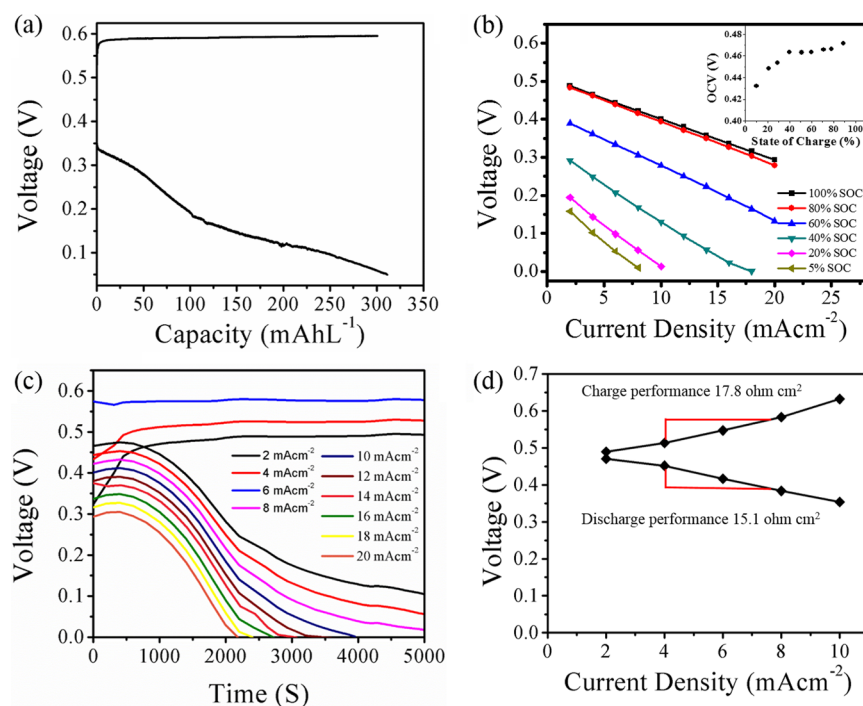 (a)
0.6
0.5
0.4
0.3
0.2
0.1
Voltage (V)
0 50 100 150 200 250 300 350
Capacity (mAhL⁻¹)
(b)
0.6
0.5
0.4
0.3
0.2
0.1
0.0
Voltage (V)
0 5 10 15 20 25
Current Density (mAcm⁻²)
0.48
0.46
0.44
0.42
0.40
OCV (V)
0 20 40 60 80 100
State of Charge (%)
100% SOC
80% SOC
60% SOC
40% SOC
20% SOC
5% SOC
(c)
0.6
0.5
0.4
0.3
0.2
0.1
0.0
Voltage (V)
0 1000 2000 3000 4000 5000
Time (S)
2 mAcm⁻²
4 mAcm⁻²
6 mAcm⁻²
8 mAcm⁻²
10 mAcm⁻²
12 mAcm⁻²
14 mAcm⁻²
16 mAcm⁻²
18 mAcm⁻²
20 mAcm⁻²
(d)
0.7
0.6
0.5
0.4
0.3
0.2
0.1
0.0
Voltage (V)
Charge performance 17.8 ohm cm²
Discharge performance 15.1 ohm cm²
0 2 4 6 8 10
Current Density (mAcm⁻²)